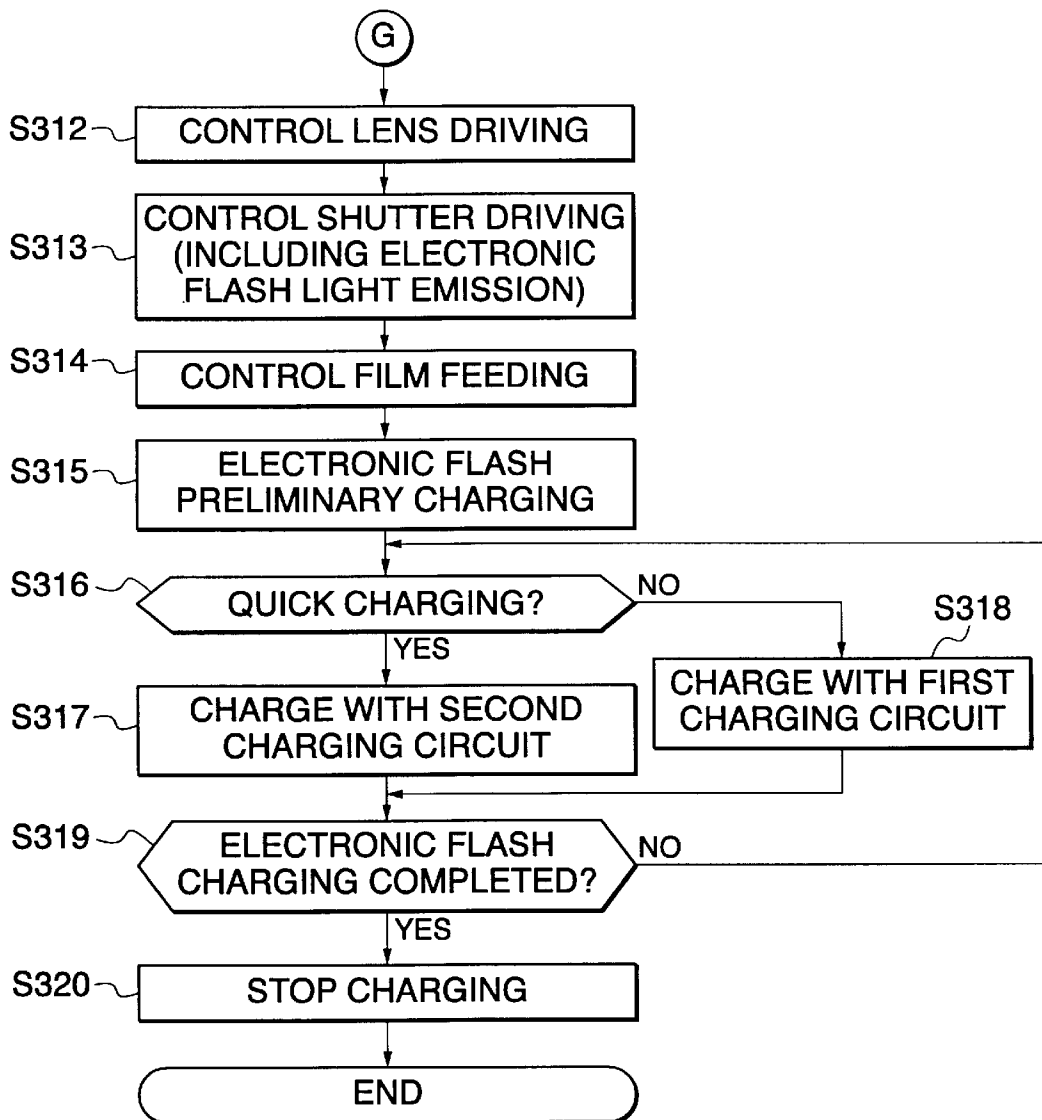 G
S312
CONTROL LENS DRIVING
S313
CONTROL SHUTTER DRIVING
(INCLUDING ELECTRONIC
FLASH LIGHT EMISSION)
S314
CONTROL FILM FEEDING
S315
ELECTRONIC FLASH
PRELIMINARY CHARGING
S316
QUICK CHARGING?
NO
YES
S318
CHARGE WITH FIRST
CHARGING CIRCUIT
S317
CHARGE WITH SECOND
CHARGING CIRCUIT
S319
ELECTRONIC FLASH
CHARGING COMPLETED?
NO
YES
S320
STOP CHARGING
END